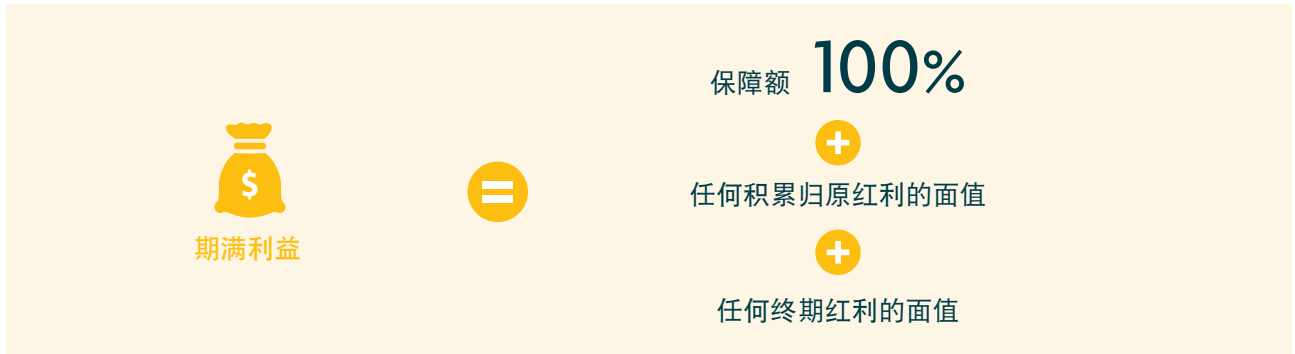 保障额 100%
+
任何积累归原红利的面值
$
=
+
期满利益
任何终期红利的面值